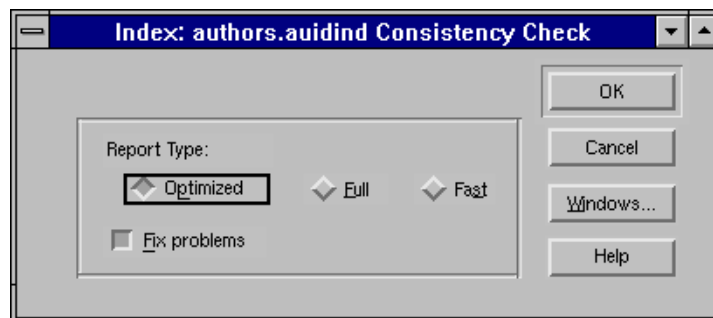 Index: authors.auidind Consistency Check
OK
Report Type:
Cancel
Optimized Full Fast
Windows...
Fix problems
Help